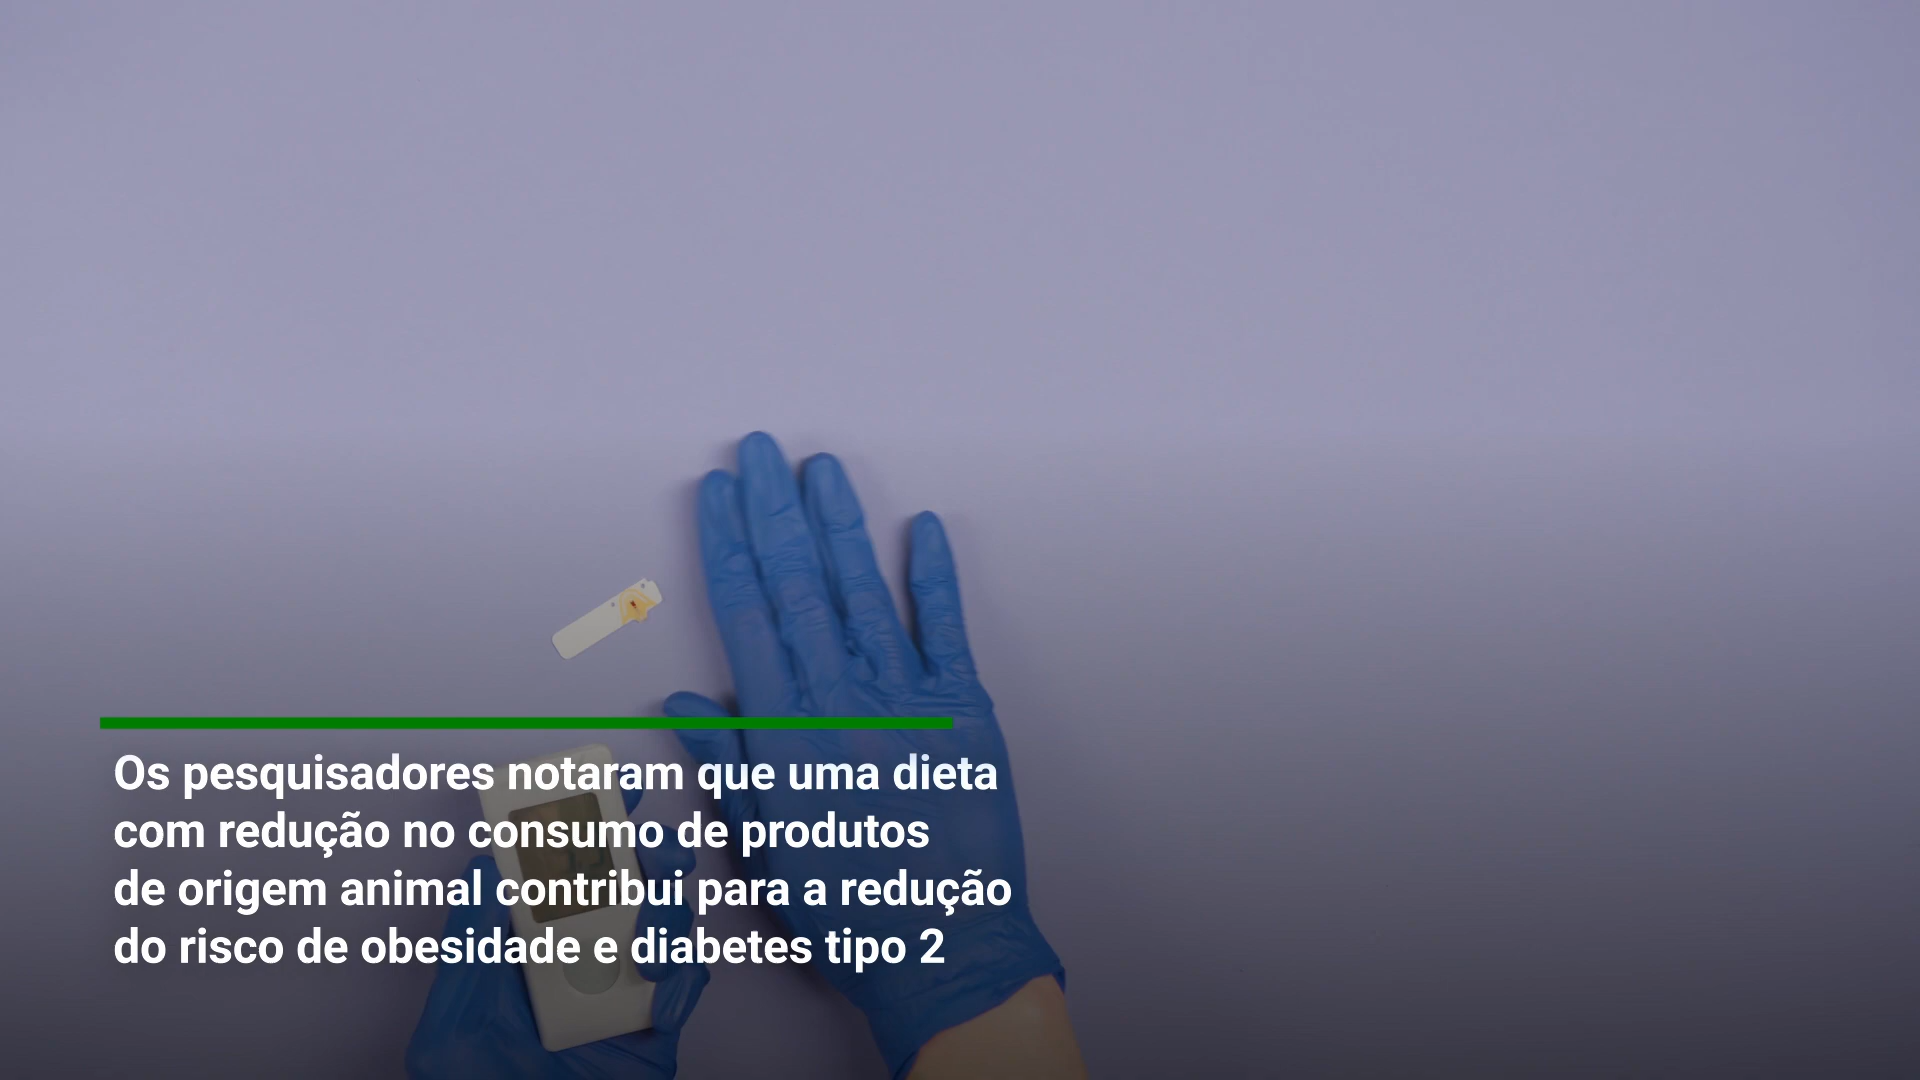 Os pesquisadores notaram que uma dieta
com redução no consumo de produtos
de origem animal contribui para a redução
do risco de obesidade e diabetes tipo 2